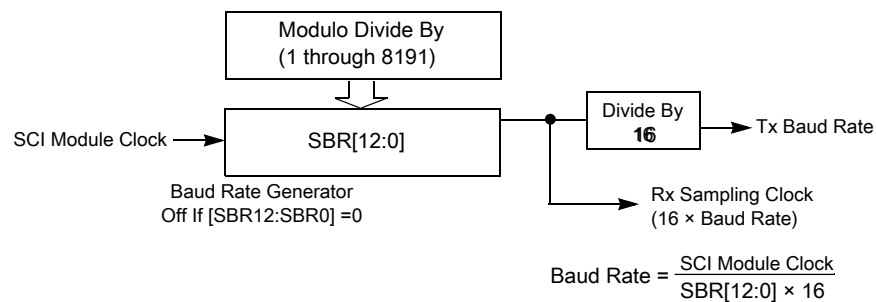 Modulo Divide By
(1 through 8191)
SCI Module Clock
SBR[12:0]
Divide By
16
Tx Baud Rate
Baud Rate Generator
Off If [SBR12:SBR0] =0
Rx Sampling Clock
(16 × Baud Rate)
Baud Rate = SCI Module Clock
SBR[12:0] × 16